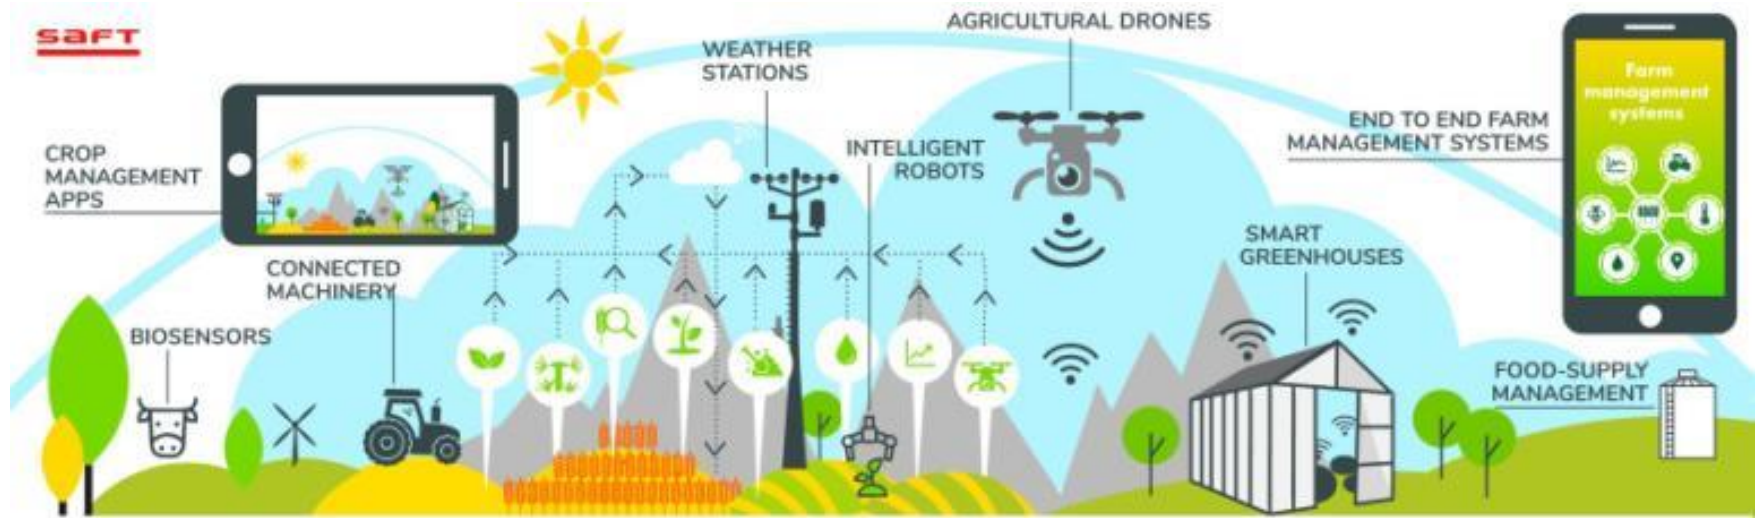 saft
AGRICULTURAL DRONES
WEATHER
STATIONS
Farm
management
systems
END TO END FARM
MANAGEMENT SYSTEMS
CROP
MANAGEMENT
APPS
INTELLIGENT
ROBOTS
SMART
GREENHOUSES
CONNECTED
MACHINERY
BIOSENSORS
FOOD-SUPPLY
MANAGEMENT